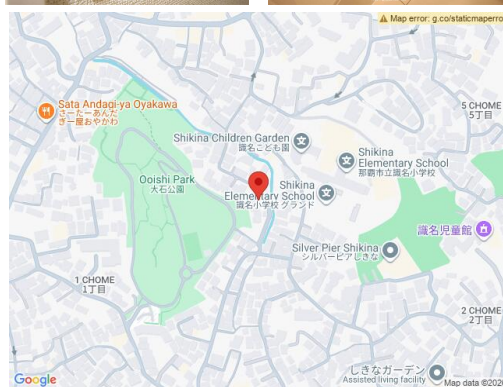 Map error: g.co/staticmaperro
Sata Andagi-ya Oyakawa
さーたーあんだ
ぎー屋おやかわ
5 CHOME
5丁目
Shikina Children Garden
識名こども園
Shikina
Elementary School
那覇市立識名小学校
Ooishi Park
大石公園
Shikina
Elementary School
識名小学校 グランド
識名児童館
Silver Pier Shikina
シルバーピアしきな
1 CHOME
1丁目
2 CHOME
2丁目
しきなガーデン
Assisted living facility
Google
Map data ©202